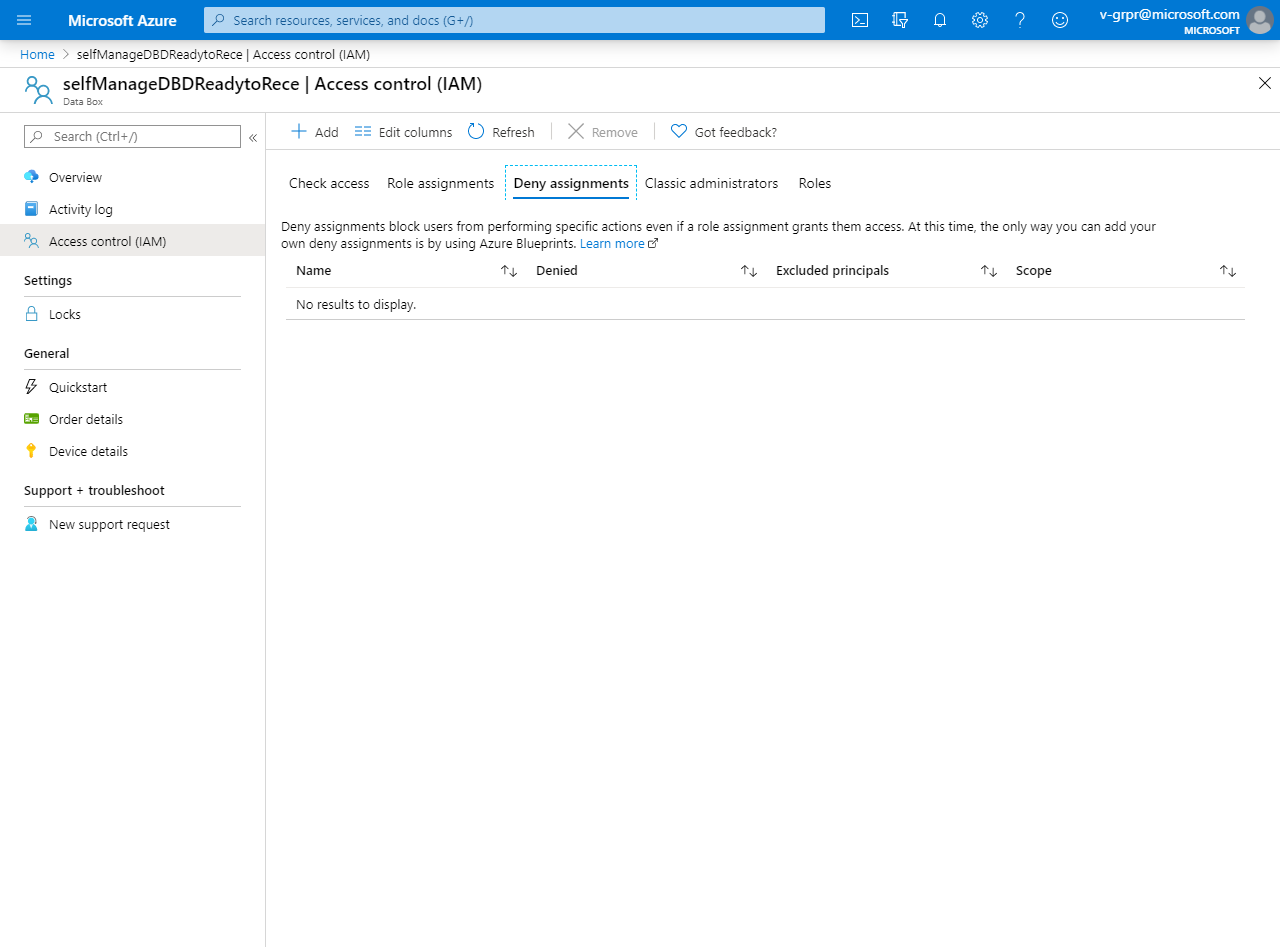 Microsoft Azure
Search resources, services, and docs (G+/)
v-grpr@microsoft.com
MICROSOFT
Home > selfManageDBDReadytoRece | Access control (IAM)
selfManageDBDReadytoRece | Access control (IAM)
Data Box
Search (Ctrl+/)
«
Overview
Activity log
Access control (IAM)
Settings
Locks
General
Quickstart
Order details
Device details
Support + troubleshoot
New support request
Add Edit columns Refresh Remove Got feedback?
Check access Role assignments Deny assignments Classic administrators Roles
Deny assignments block users from performing specific actions even if a role assignment grants them access. At this time, the only way you can add your
own deny assignments is by using Azure Blueprints. Learn more
Name Denied Excluded principals Scope
No results to display.